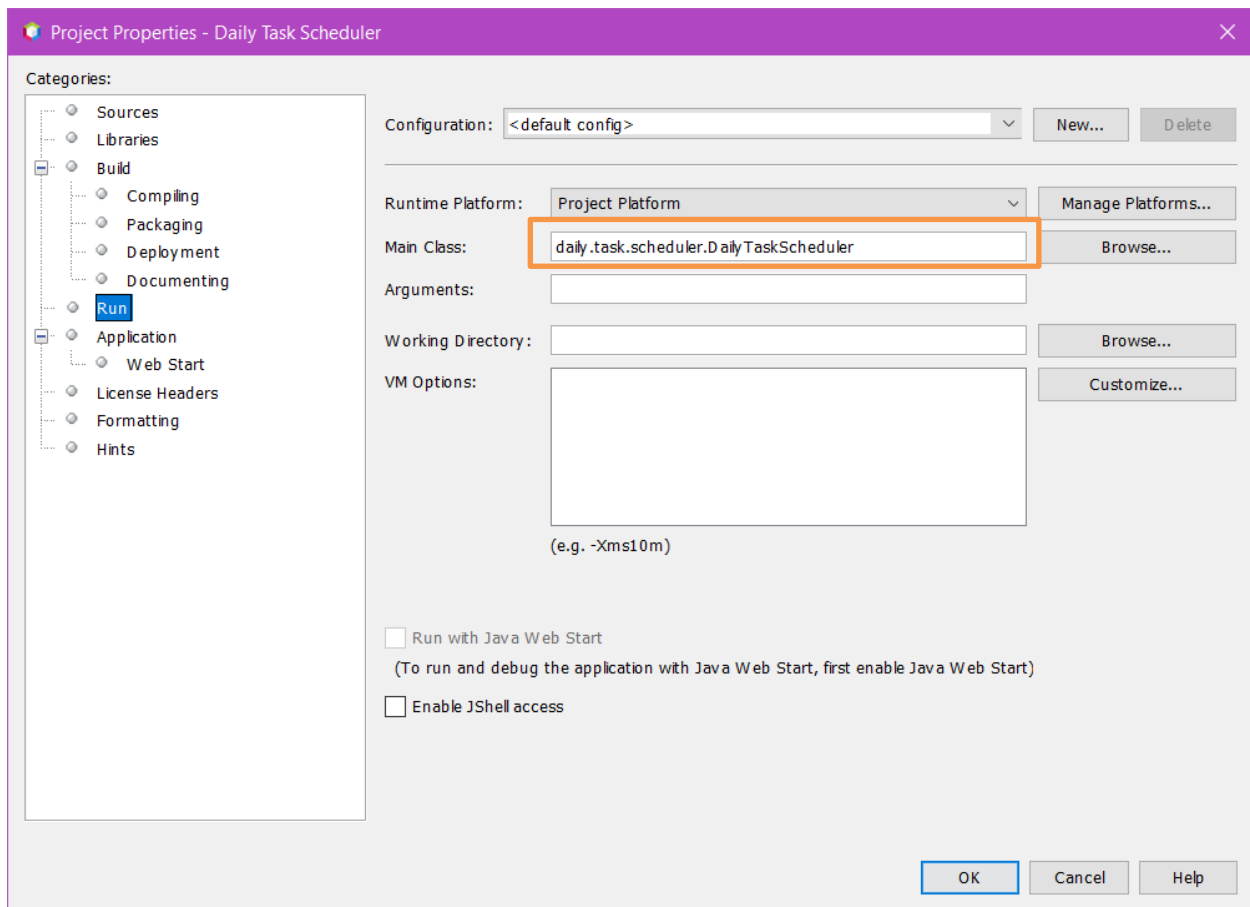 Project Properties - Daily Task Scheduler
Categories:
Sources
Libraries
Build
Compiling
Packaging
Deployment
Documenting
Run
Application
Web Start
License Headers
Formatting
Hints
Configuration: <default config> New... Delete
Runtime Platform: Project Platform Manage Platforms...
Main Class: daily.task.scheduler.DailyTaskScheduler Browse...
Arguments:
Working Directory: Browse...
VM Options: Customize...
(e.g. -Xms10m)
Run with Java Web Start
(To run and debug the application with Java Web Start, first enable Java Web Start)
Enable JShell access
OK Cancel Help